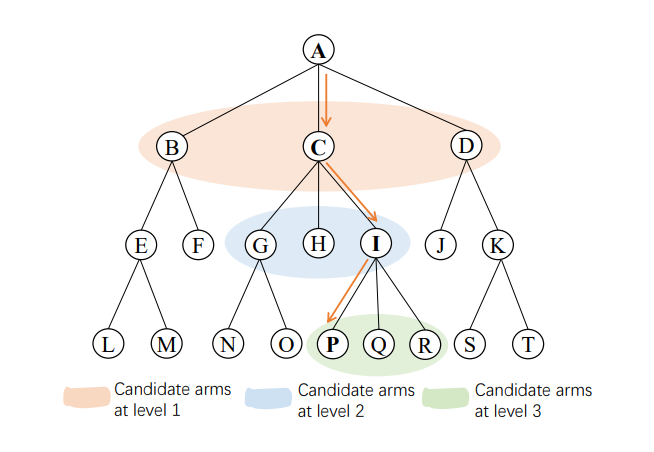 A
B C D
E F G H I J K
L M N O P Q R S T
Candidate arms at level 1
Candidate arms at level 2
Candidate arms at level 3